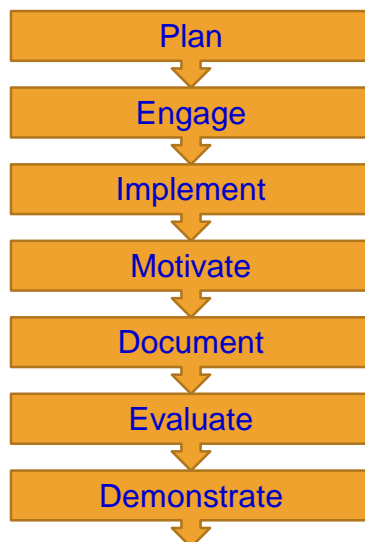 Plan
Engage
Implement
Motivate
Document
Evaluate
Demonstrate